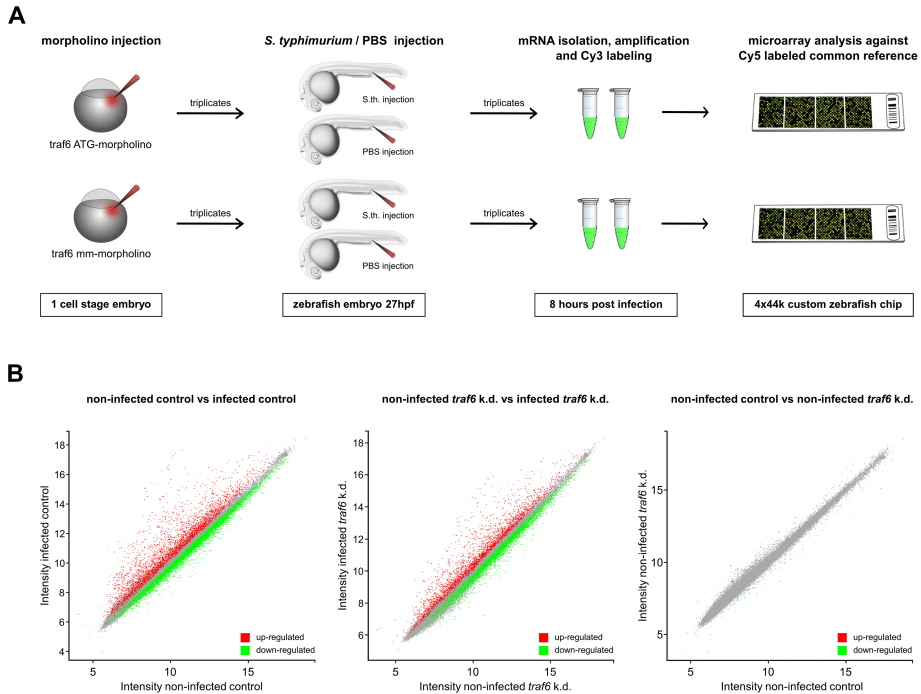 A
morpholino injection
S. typhimurium / PBS injection
mRNA isolation, amplification
and Cy3 labeling
microarray analysis against
Cy5 labeled common reference
triplicates
S.th. injection
triplicates
traf6 ATG-morpholino
PBS injection
triplicates
S.th. injection
triplicates
traf6 mm-morpholino
PBS injection
1 cell stage embryo
zebrafish embryo 27hpf
8 hours post infection
4x44k custom zebrafish chip
B
non-infected control vs infected control
non-infected traf6 k.d. vs infected traf6 k.d.
non-infected control vs non-infected traf6 k.d.
Intensity infected control
18
16
14
12
10
8
6
4
5
10
15
up-regulated
down-regulated
Intensity non-infected control
Intensity infected traf6 k.d.
18
16
14
12
10
8
6
5
10
15
up-regulated
down-regulated
Intensity non-infected traf6 k.d.
Intensity non-infected traf6 k.d.
15
10
5
5
10
15
up-regulated
down-regulated
Intensity non-infected control